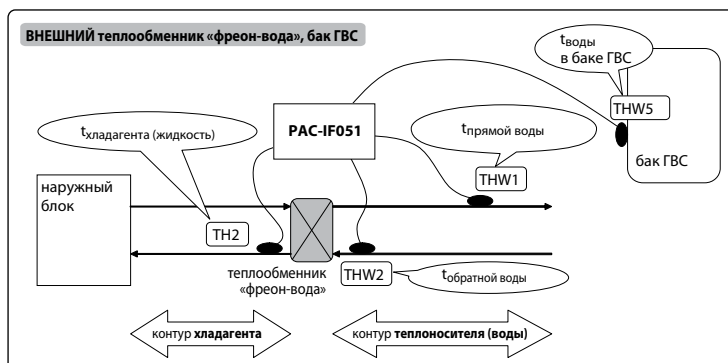 ВНЕШНИЙ теплообменник «фреон-вода», бак ГВС
tводы
в баке ГВС
THW5
бак ГВС
tхладагента (жидкость)
PAC-IF051
tпрямой воды
THW1
наружный
блок
TH2
теплообменник
«фреон-вода»
THW2
tобратной воды
контур хладагента
контур теплоносителя (воды)